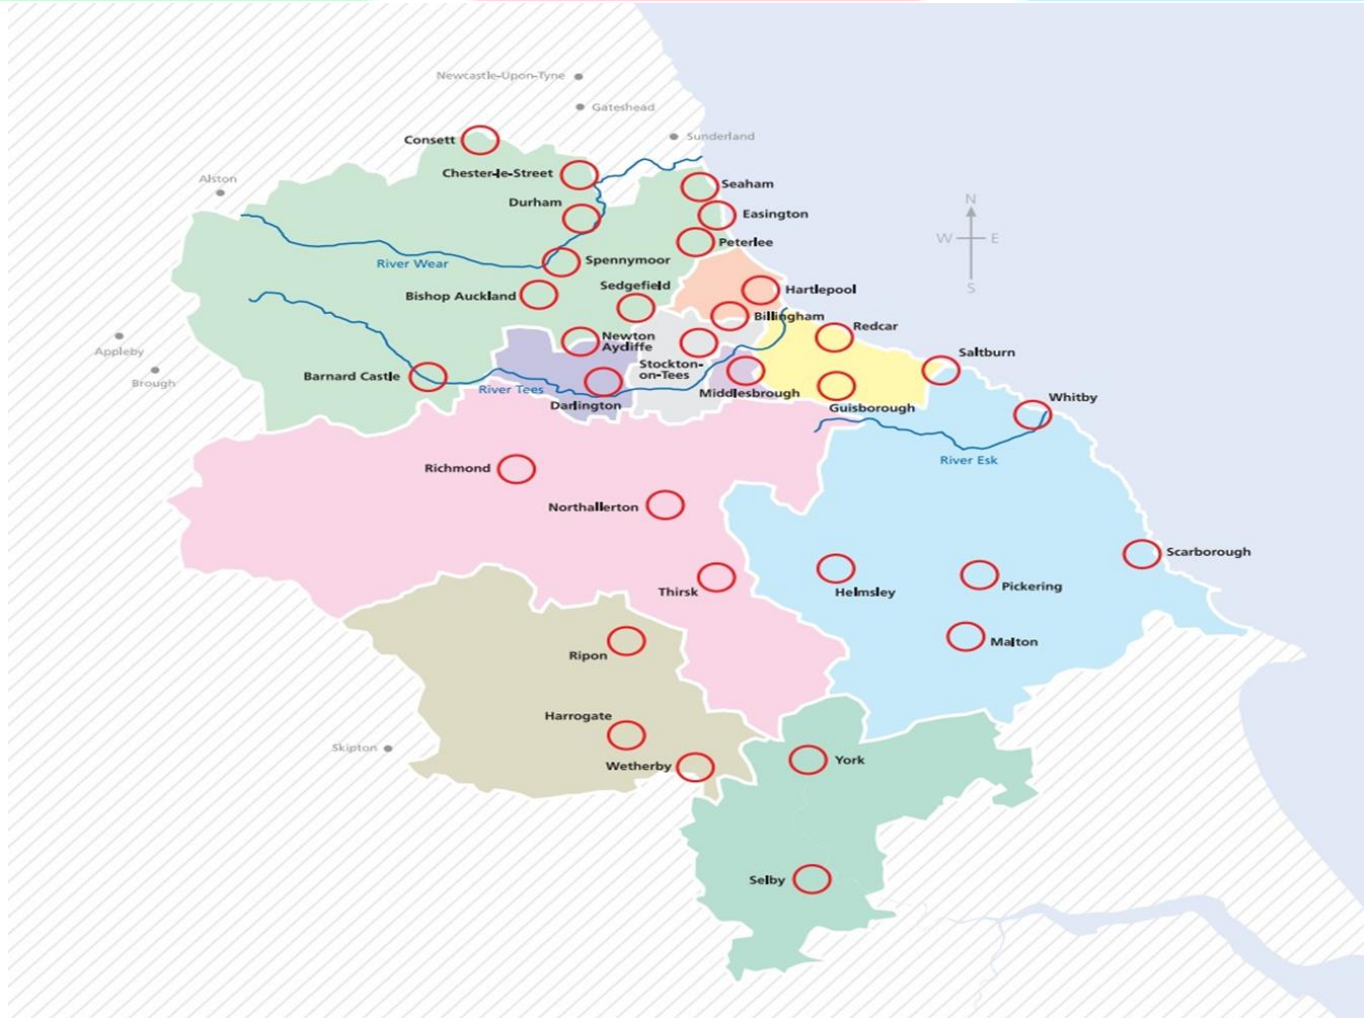 Newcastle-Upon-Tyne
Gateshead
Sunderland
Consett
Chester-le-Street
Alston
Seaham
Durham
Easington
N
W
E
S
Peterlee
River Wear
Spennymoor
Sedgefield
Bishop Auckland
Hartlepool
Billingham
Redcar
Newton
Aycliffe
Appleby
Saltburn
Stockton-
on-Tees
Brough
Barnard Castle
River Tees
Middlesbrough
Darlington
Guisborough
Whitby
River Esk
Richmond
Northallerton
Scarborough
Thirsk
Helmsley
Pickering
Malton
Ripon
Harrogate
Skipton
Wetherby
York
Selby